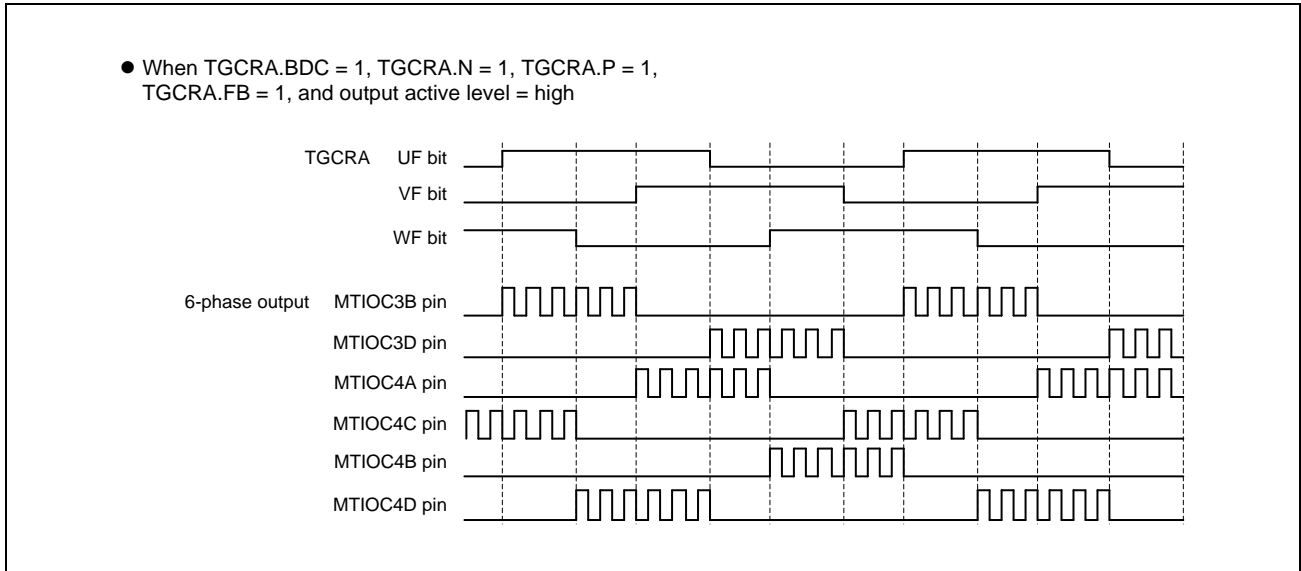 ● When TGCRA.BDC = 1, TGCRA.N = 1, TGCRA.P = 1,
TGCRA.FB = 1, and output active level = high
TGCRA UF bit
VF bit
WF bit
6-phase output MTIOC3B pin
MTIOC3D pin
MTIOC4A pin
MTIOC4C pin
MTIOC4B pin
MTIOC4D pin